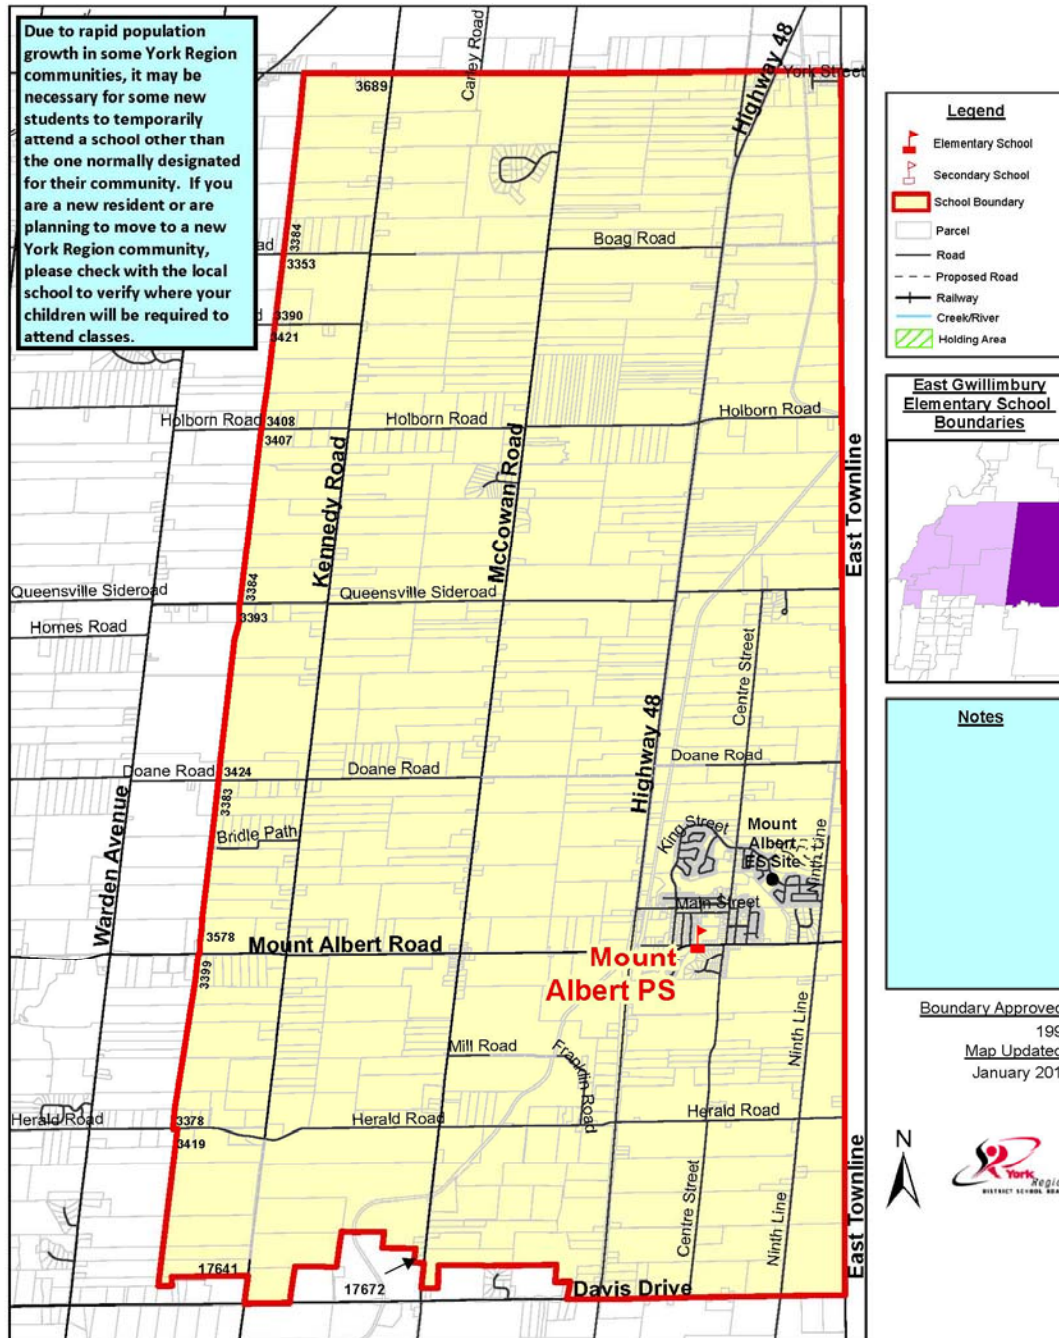 Due to rapid population
growth in some York Region
communities, it may be
necessary for some new
students to temporarily
attend a school other than
the one normally designated
for their community. If you
are a new resident or are
planning to move to a new
York Region community,
please check with the local
school to verify where your
children will be required to
attend classes.
3689
Carley Road
Highway 48
York Street
Boag Road
ad
3384
3353
d
3390
3421
Holborn Road
3408
Holborn Road
Holborn Road
3407
Kennedy Road
McCowan Road
East Townline
Queensville Sideroad
3384
Queensville Sideroad
3393
Homes Road
Centre Street
Highway 48
Doane Road
3424
Doane Road
Doane Road
3383
Bridle Path
Warden Avenue
King Street
Mount
Albert
ES Site
Ninth Line
Main Street
3578
Mount Albert Road
3399
Mount
Albert PS
Mill Road
Franklin Road
Ninth Line
Herald Road
3378
Herald Road
Herald Road
3419
Centre Street
Ninth Line
East Townline
17641
17672
Davis Drive
Legend
Elementary School
Secondary School
School Boundary
Parcel
Road
Proposed Road
Railway
Creek/River
Holding Area
East Gwillimbury
Elementary School
Boundaries
Notes
Boundary Approved
199
Map Updated
January 201
N
York
Regio
DISTRICT SCHOOL BOA